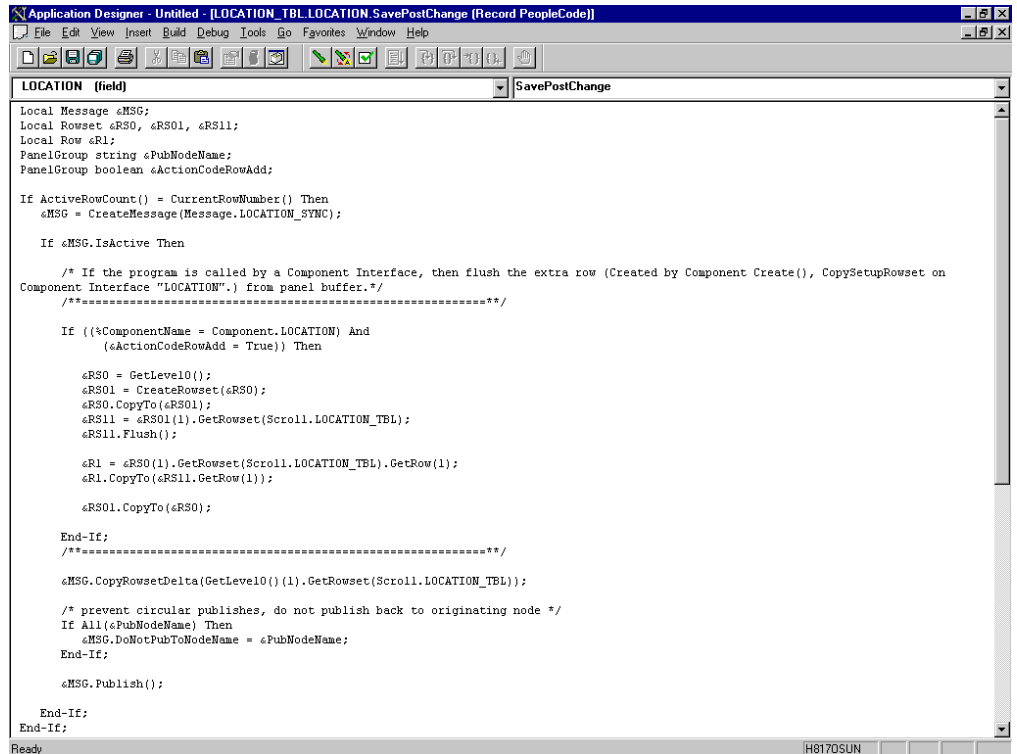 Application Designer - Untitled - [LOCATION_TBL.LOCATION.SavePostChange (Record PeopleCode)]
File Edit View Insert Build Debug Tools Go Favorites Window Help
LOCATION (field)
SavePostChange
Local Message &MSG;
Local Rowset &RS0, &RS01, &RS11;
Local Row &R1;
PanelGroup string &PubNodeName;
PanelGroup boolean &ActionCodeRowAdd;
If ActiveRowCount() = CurrentRowNumber() Then
&MSG = CreateMessage(Message.LOCATION_SYNC);
If &MSG.IsActive Then
/* If the program is called by a Component Interface, then flush the extra row (Created by Component Create(), CopySetupRowset on
Component Interface "LOCATION".) from panel buffer.*/
/**===========================================================**/
If ((%ComponentName = Component.LOCATION) And
(&ActionCodeRowAdd = True)) Then
&RS0 = GetLevel0();
&RS01 = CreateRowset(&RS0);
&RS0.CopyTo(&RS01);
&RS11 = &RS01(1).GetRowset(Scroll.LOCATION_TBL);
&RS11.Flush();
&R1 = &RS0(1).GetRowset(Scroll.LOCATION_TBL).GetRow(1);
&R1.CopyTo(&RS11.GetRow(1));
&RS01.CopyTo(&RS0);
End-If;
/**===========================================================**/
&MSG.CopyRowsetDelta(GetLevel0()(1).GetRowset(Scroll.LOCATION_TBL));
/* prevent circular publishes, do not publish back to originating node */
If All(&PubNodeName) Then
&MSG.DoNotPubToNodeName = &PubNodeName;
End-If;
&MSG.Publish();
End-If;
End-If;
Ready
H8170SUN